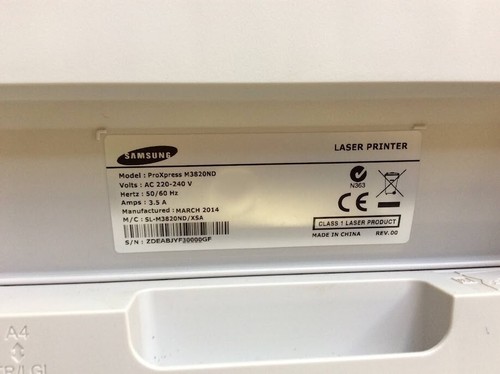 SAMSUNG
LASER PRINTER
Model : ProXpress M3820ND
Volts : AC 220-240 V
Hertz : 50/60 Hz
Amps : 3.5 A
Manufactured : MARCH 2014
M/C : SL-M3820ND/XSA
S/N : ZDEABJYF30000GF
N363
CE
CLASS 1 LASER PRODUCT
MADE IN CHINA REV.00
A4